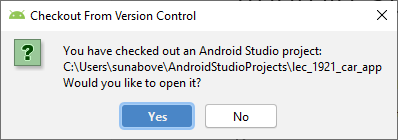 Checkout From Version Control
You have checked out an Android Studio project:
C:\Users\sunabove\AndroidStudioProjects\lec_1921_car_app
Would you like to open it?
Yes
No